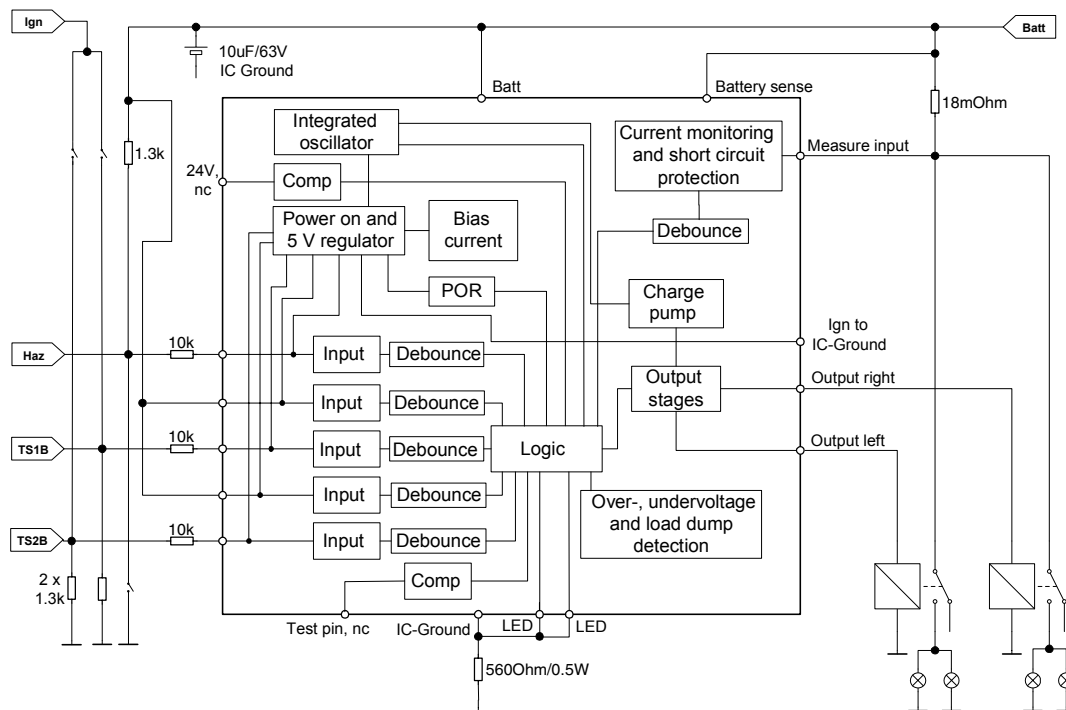 Ign
Batt
10uF/63V
IC Ground
Batt
Battery sense
18mOhm
Integrated
oscillator
Current monitoring
and short circuit
protection
Measure input
1.3k
24V,
nc
Comp
Power on and
5 V regulator
Bias
current
Debounce
POR
Charge
pump
Ign to
IC-Ground
Haz
10k
Input
Debounce
Output
stages
Output right
Input
Debounce
TS1B
10k
Input
Debounce
Logic
Output left
Input
Debounce
Over-, undervoltage
and load dump
detection
TS2B
10k
Input
Debounce
2 x
1.3k
Comp
Test pin, nc
IC-Ground
LED
LED
560Ohm/0.5W